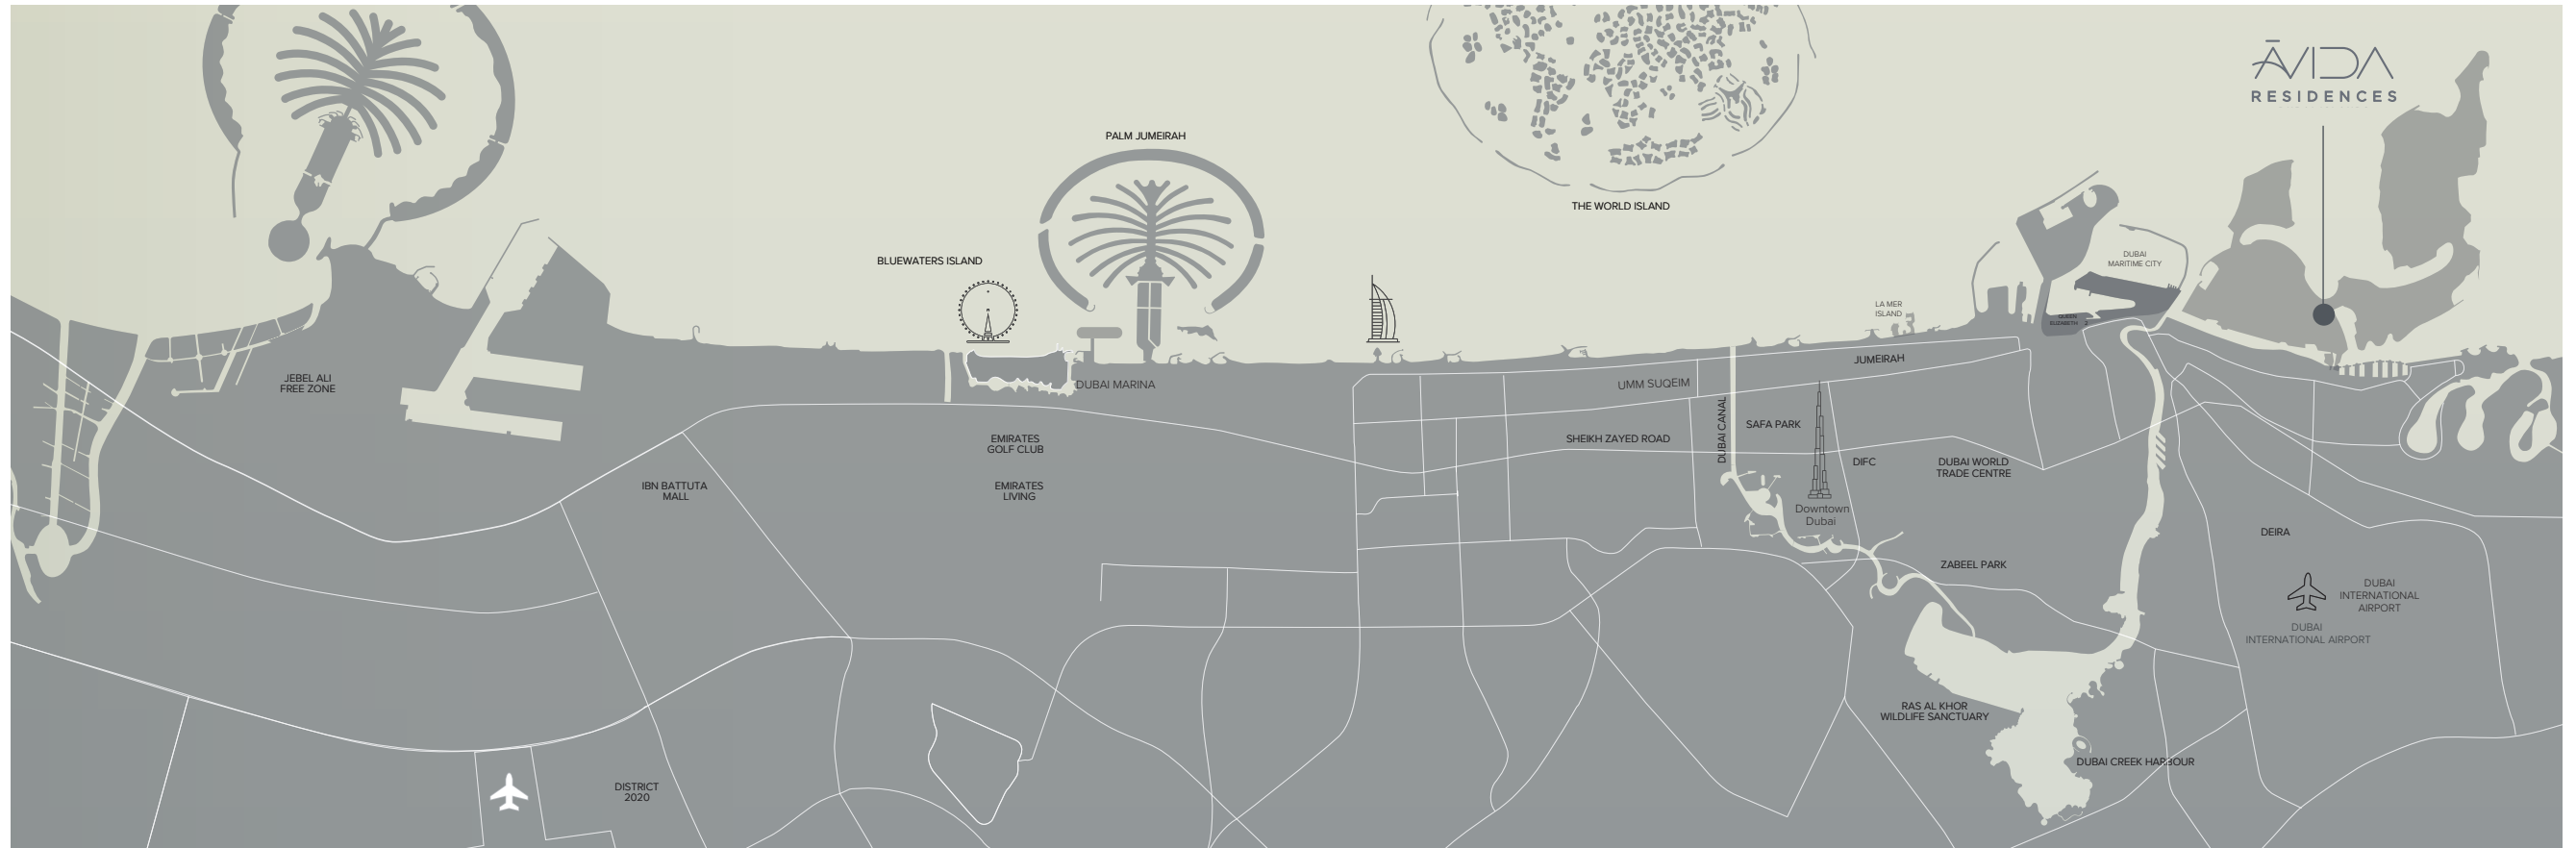 ĀVIDA
RESIDENCES
PALM JUMEIRAH
THE WORLD ISLAND
BLUEWATERS ISLAND
DUBAI
MARITIME CITY
LA MER
ISLAND
QUEEN
ELIZABETH 2
JEBEL ALI
FREE ZONE
DUBAI MARINA
UMM SUQEIM
JUMEIRAH
DUBAI CANAL
SAFA PARK
EMIRATES
GOLF CLUB
SHEIKH ZAYED ROAD
DIFC
DUBAI WORLD
TRADE CENTRE
IBN BATTUTA
MALL
EMIRATES
LIVING
Downtown
Dubai
DEIRA
ZABEEL PARK
DUBAI
INTERNATIONAL
AIRPORT
DUBAI
INTERNATIONAL AIRPORT
RAS AL KHOR
WILDLIFE SANCTUARY
DUBAI CREEK HARBOUR
DISTRICT
2020